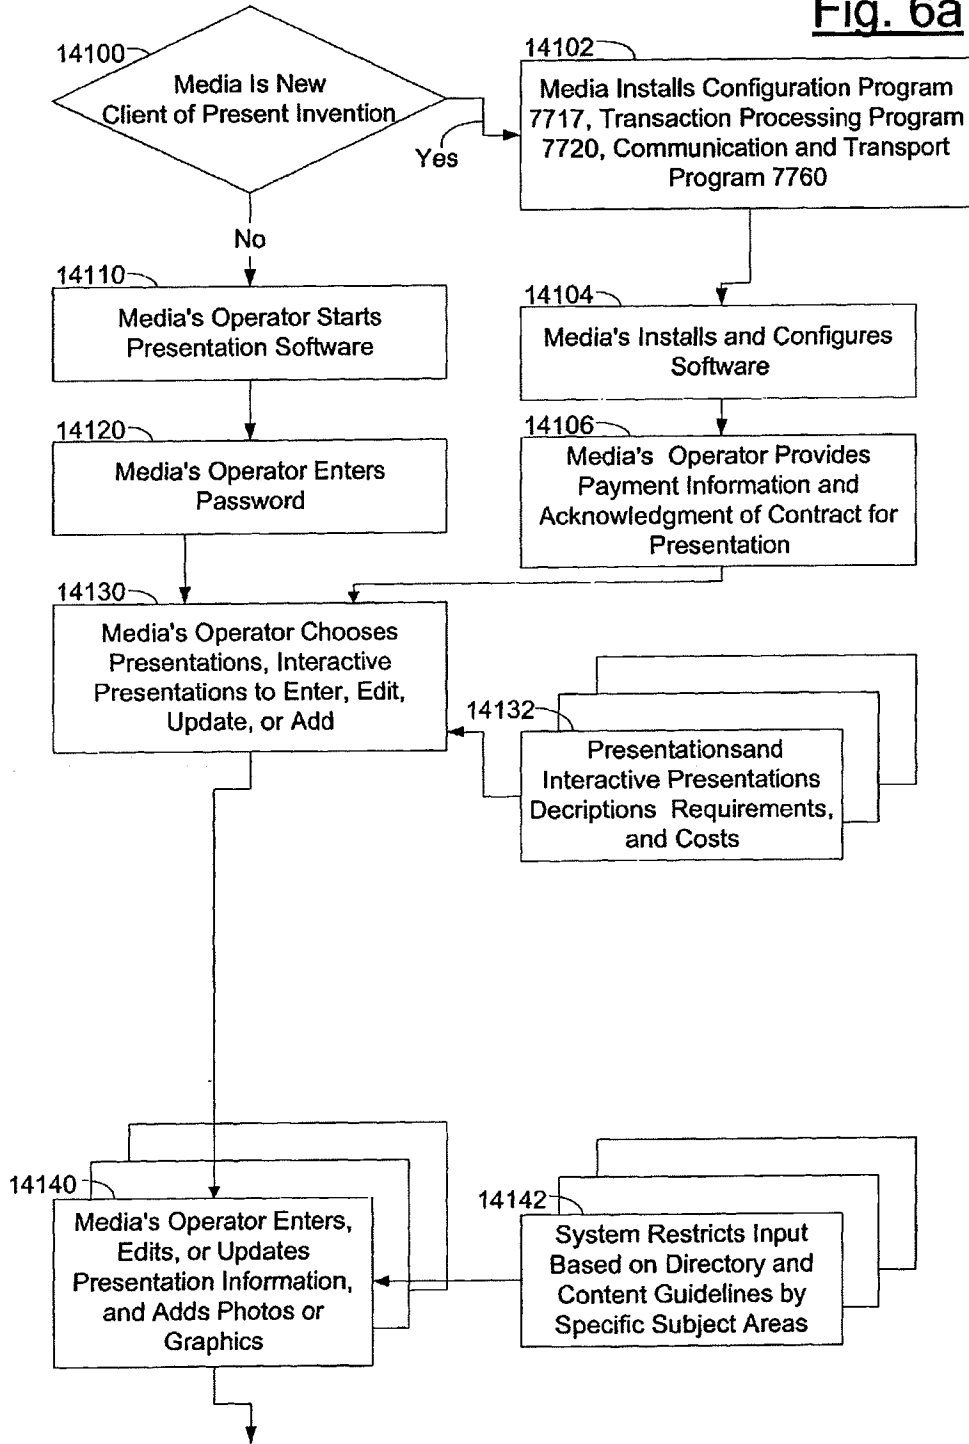 Fig. 6a
14100
Media Is New
Client of Present Invention
Yes
No
14102
Media Installs Configuration Program
7717, Transaction Processing Program
7720, Communication and Transport
Program 7760
14110
Media's Operator Starts
Presentation Software
14104
Media's Installs and Configures
Software
14120
Media's Operator Enters
Password
14106
Media's Operator Provides
Payment Information and
Acknowledgment of Contract for
Presentation
14130
Media's Operator Chooses
Presentations, Interactive
Presentations to Enter, Edit,
Update, or Add
14132
Presentationsand
Interactive Presentations
Decriptions Requirements,
and Costs
14140
Media's Operator Enters,
Edits, or Updates
Presentation Information,
and Adds Photos or
Graphics
14142
System Restricts Input
Based on Directory and
Content Guidelines by
Specific Subject Areas